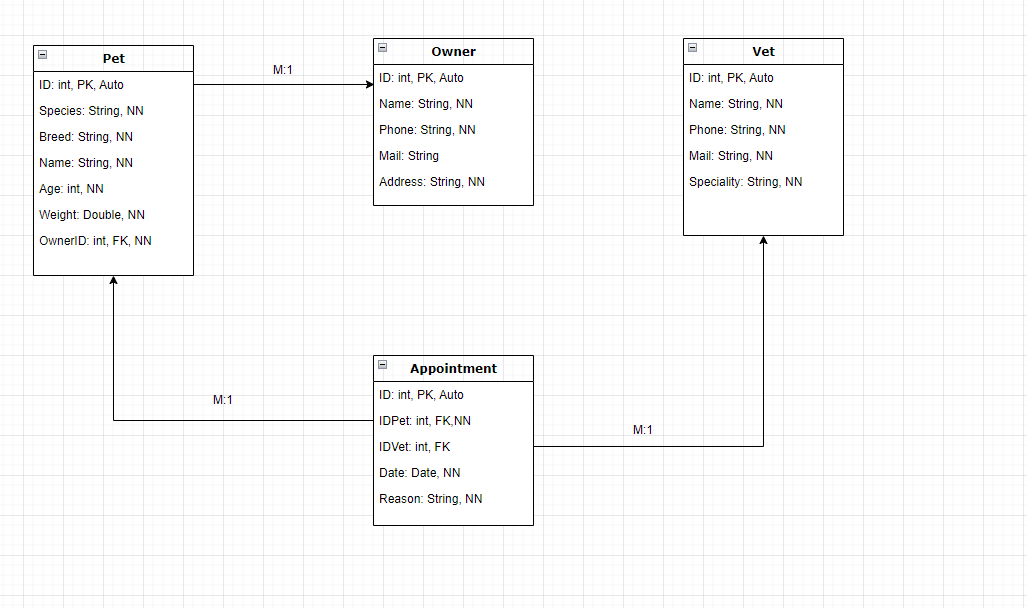 Pet
ID: int, PK, Auto
Species: String, NN
Breed: String, NN
Name: String, NN
Age: int, NN
Weight: Double, NN
OwnerID: int, FK, NN
M:1
Owner
ID: int, PK, Auto
Name: String, NN
Phone: String, NN
Mail: String
Address: String, NN
Vet
ID: int, PK, Auto
Name: String, NN
Phone: String, NN
Mail: String, NN
Speciality: String, NN
M:1
Appointment
ID: int, PK, Auto
IDPet: int, FK,NN
IDVet: int, FK
Date: Date, NN
Reason: String, NN
M:1